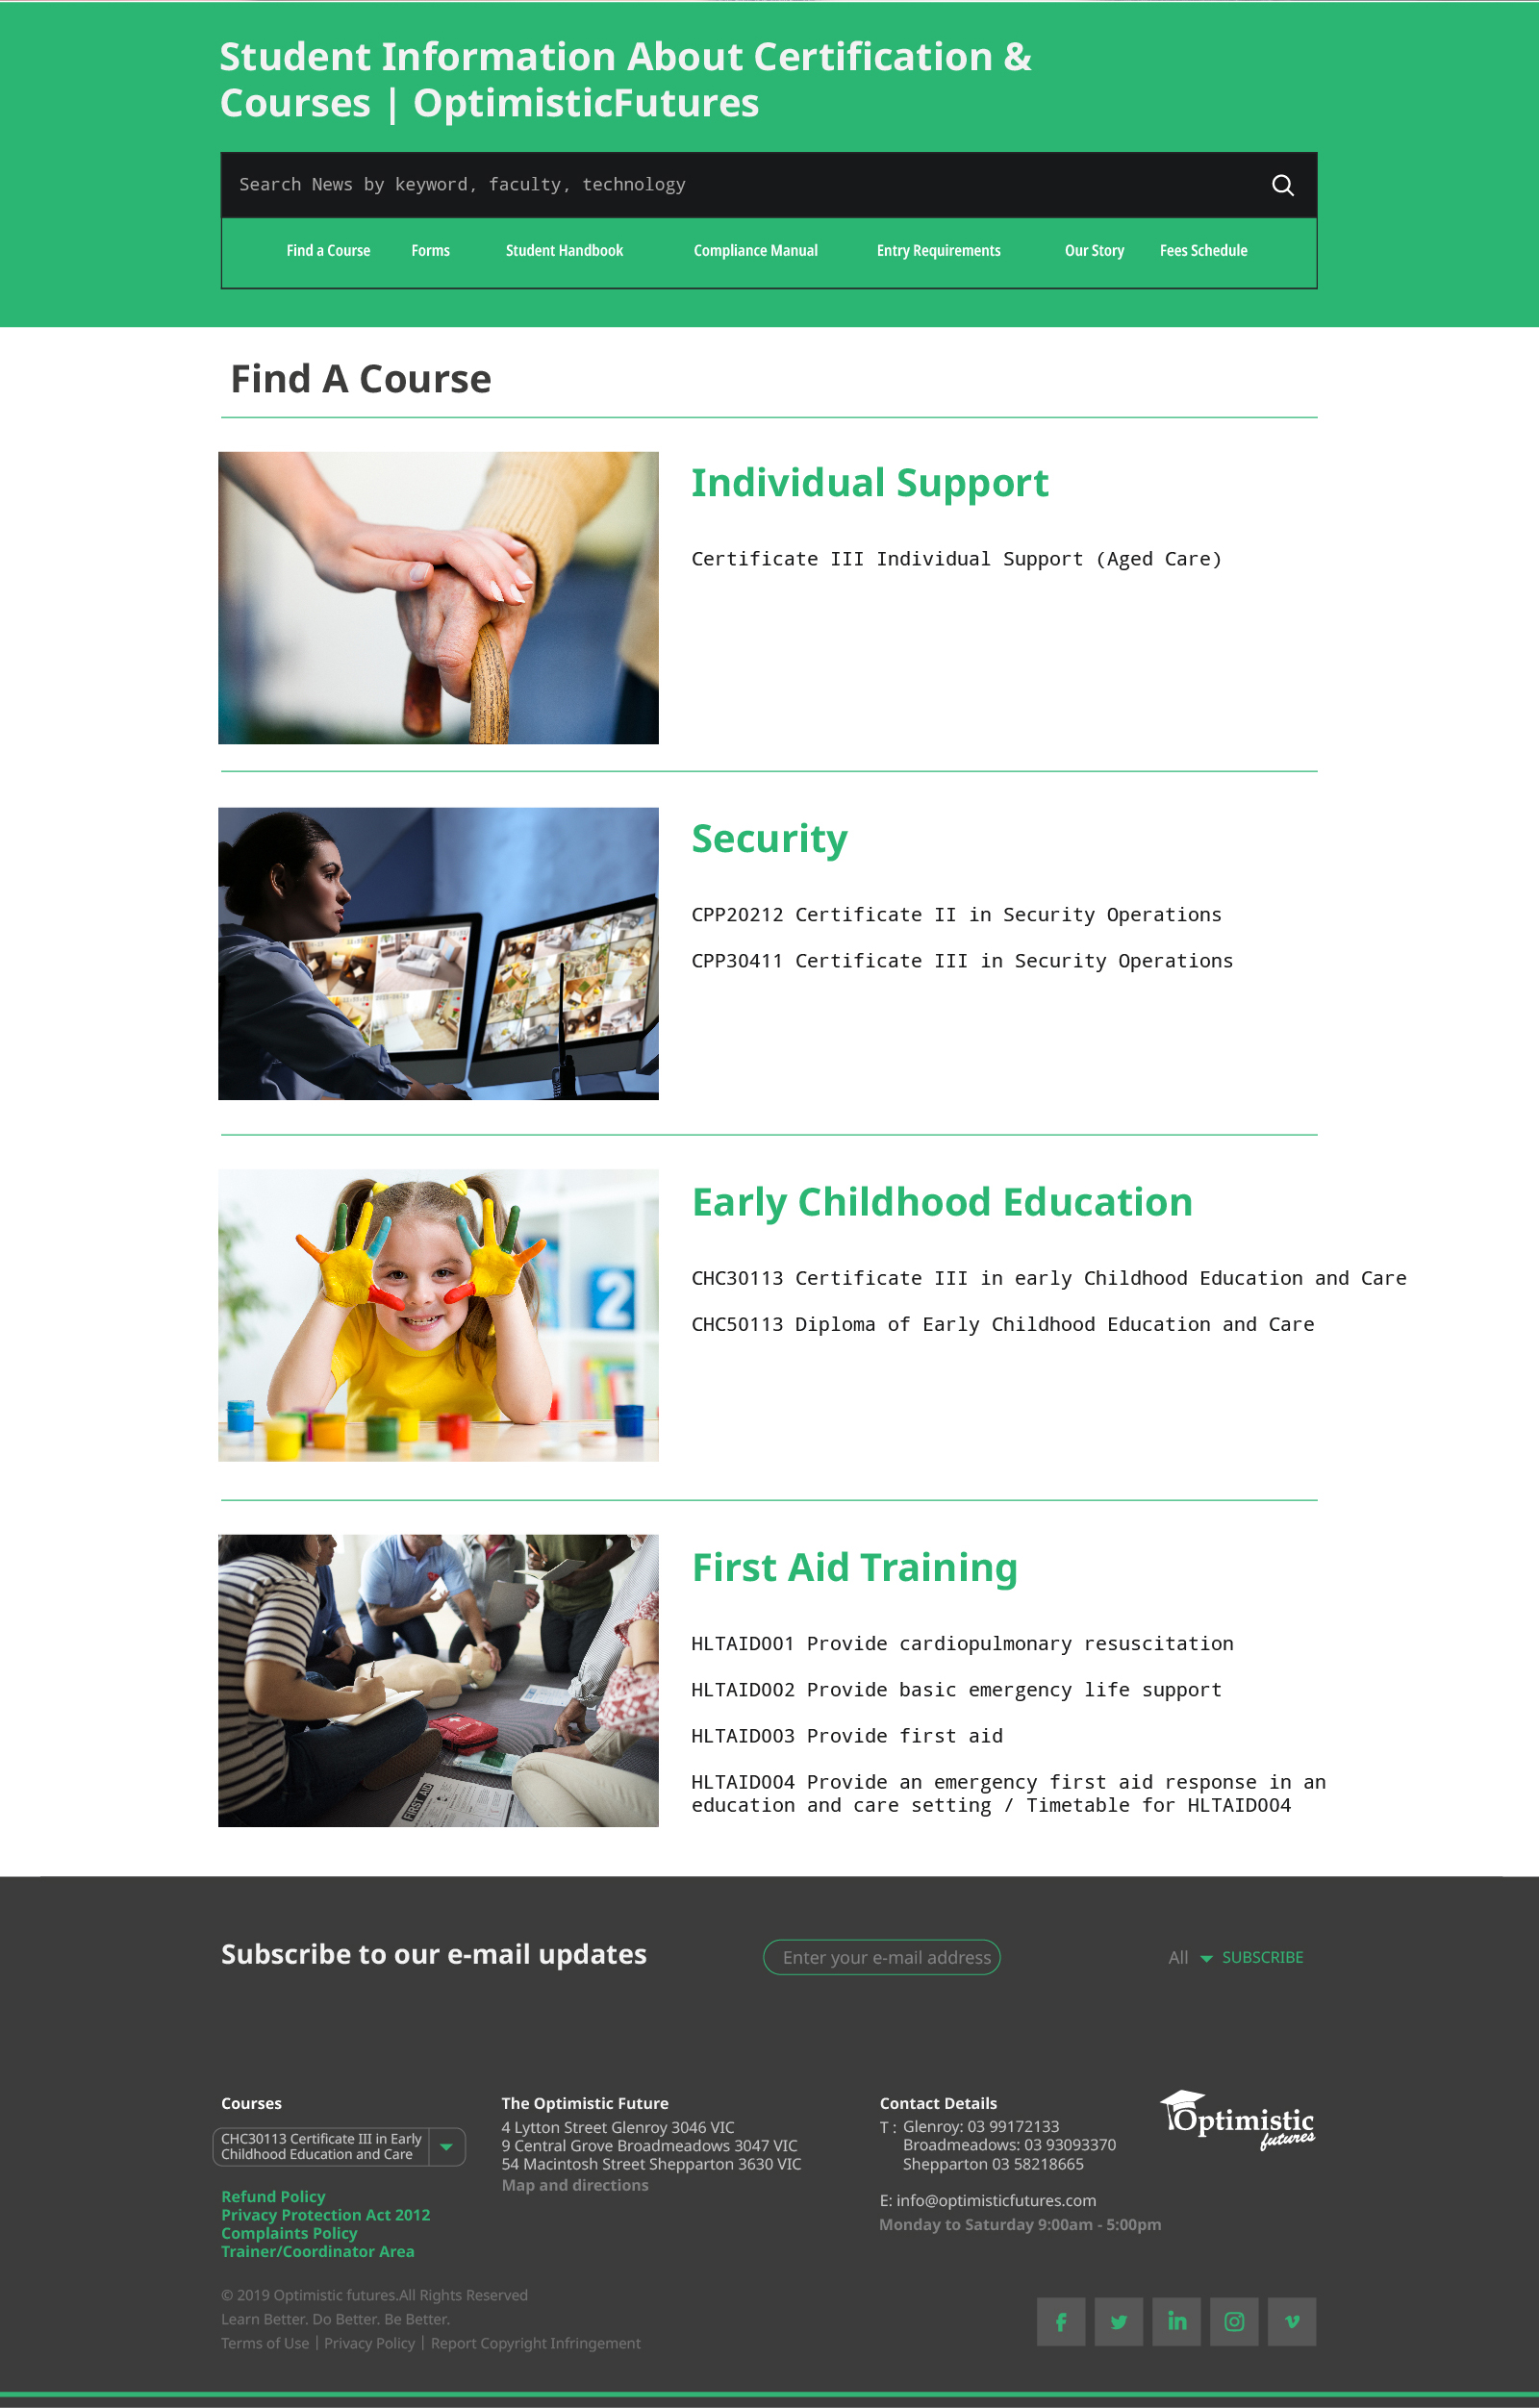 Student Information About Certification &
Courses | OptimisticFutures
Search News by keyword, faculty, technology
Find a Course Forms Student Handbook Compliance Manual Entry Requirements Our Story Fees Schedule
Find A Course
Individual Support
Certificate III Individual Support (Aged Care)
Security
CPP20212 Certificate II in Security Operations
CPP30411 Certificate III in Security Operations
Early Childhood Education
CHC30113 Certificate III in early Childhood Education and Care
CHC50113 Diploma of Early Childhood Education and Care
2
First Aid Training
HLTAID001 Provide cardiopulmonary resuscitation
HLTAID002 Provide basic emergency life support
HLTAID003 Provide first aid
HLTAID004 Provide an emergency first aid response in an
education and care setting / Timetable for HLTAID004
FIRST AID
Subscribe to our e-mail updates
Enter your e-mail address
All SUBSCRIBE
Courses
CHC30113 Certificate III in Early
Childhood Education and Care
Refund Policy
Privacy Protection Act 2012
Complaints Policy
Trainer/Coordinator Area
The Optimistic Future
4 Lytton Street Glenroy 3046 VIC
9 Central Grove Broadmeadows 3047 VIC
54 Macintosh Street Shepparton 3630 VIC
Map and directions
Contact Details
T : Glenroy: 03 99172133
Broadmeadows: 03 93093370
Shepparton 03 58218665
E: info@optimisticfutures.com
Monday to Saturday 9:00am - 5:00pm
Optimistic
futures
© 2019 Optimistic futures.All Rights Reserved
Learn Better. Do Better. Be Better.
Terms of Use | Privacy Policy | Report Copyright Infringement